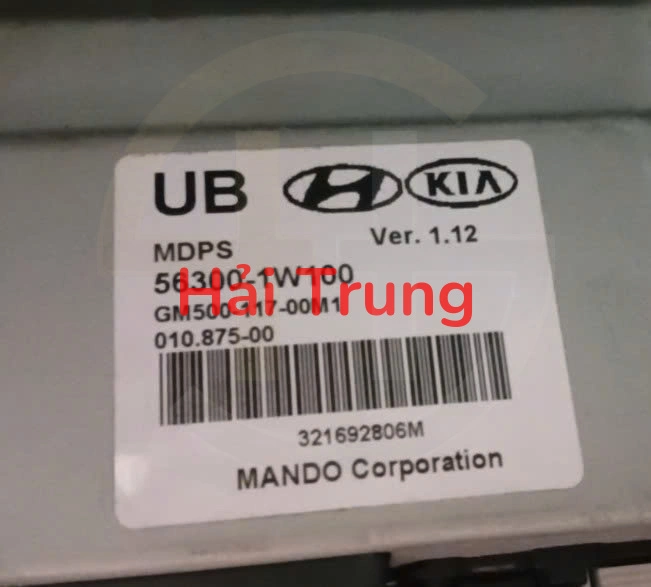 UB HYUNDAI KIA
MDPS Ver. 1.12
56300-1W100
Hải Trung
GM500-117-00M1
010.875-00
321692806M
MANDO Corporation